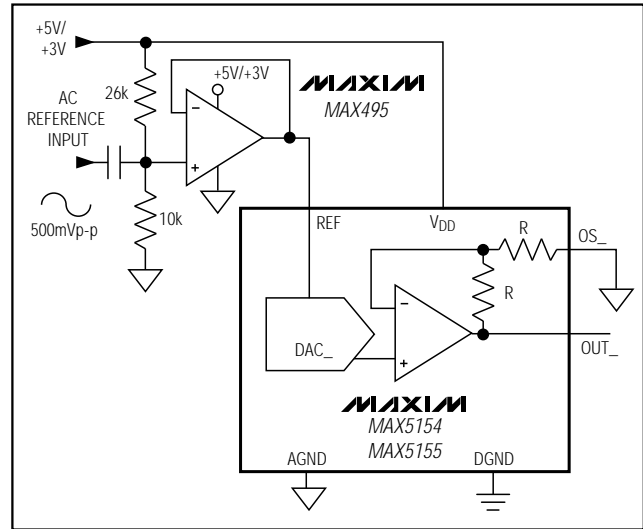 +5V/
+3V
26k
+5V/+3V
MAXIM
MAX495
AC
REFERENCE
INPUT
–
+
10k
500mVp-p
REF
VDD
R
OS_
R
–
DAC_
+
OUT_
MAXIM
MAX5154
MAX5155
AGND
DGND